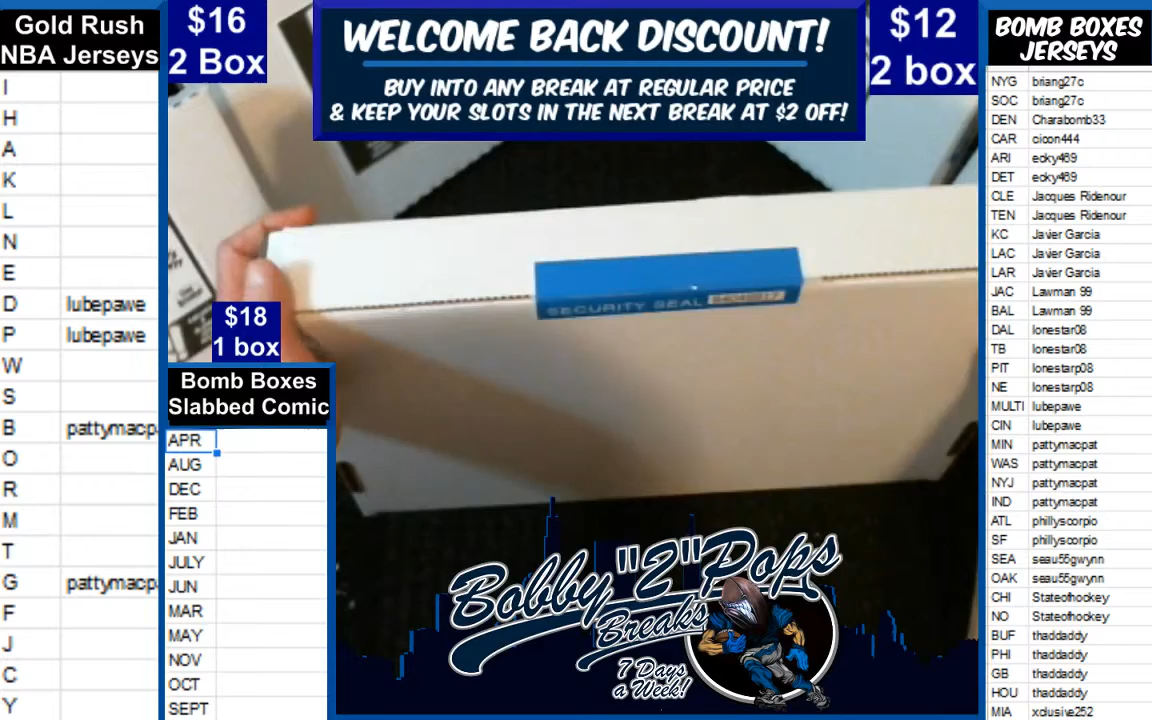 Gold Rush
NBA Jerseys
I
H
A
K
L
N
E
D lubepawe
P lubepawe
W
S
B pattymacp
O
R
M
T
G pattymacp
F
J
C
Y
$16
2 Box
WELCOME BACK DISCOUNT!
BUY INTO ANY BREAK AT REGULAR PRICE
& KEEP YOUR SLOTS IN THE NEXT BREAK AT $2 OFF!
$12
2 box
SECURITY SEAL
$18
1 box
Bomb Boxes
Slabbed Comic
APR
AUG
DEC
FEB
JAN
JULY
JUN
MAR
MAY
NOV
OCT
SEPT
Bobby "2" Pops
Breaks
7 Days
a Week!
BOMB BOXES
JERSEYS
NYG briang27c
SOC briang27c
DEN Charabomb33
CAR cicon444
ARI ecky469
DET ecky469
CLE Jacques Ridenour
TEN Jacques Ridenour
KC Javier Garcia
LAC Javier Garcia
LAR Javier Garcia
JAC Lawman 99
BAL Lawman 99
DAL lonestar08
TB lonestar08
PIT lonestarp08
NE lonestarp08
MULTI lubepawe
CIN lubepawe
MIN pattymacpat
WAS pattymacpat
NYJ pattymacpat
IND pattymacpat
ATL phillyscorpio
SF phillyscorpio
SEA seau55gwynn
OAK seau55gwynn
CHI Stateofhockey
NO Stateofhockey
BUF thaddaddy
PHI thaddaddy
GB thaddaddy
HOU thaddaddy
MIA xclusive252